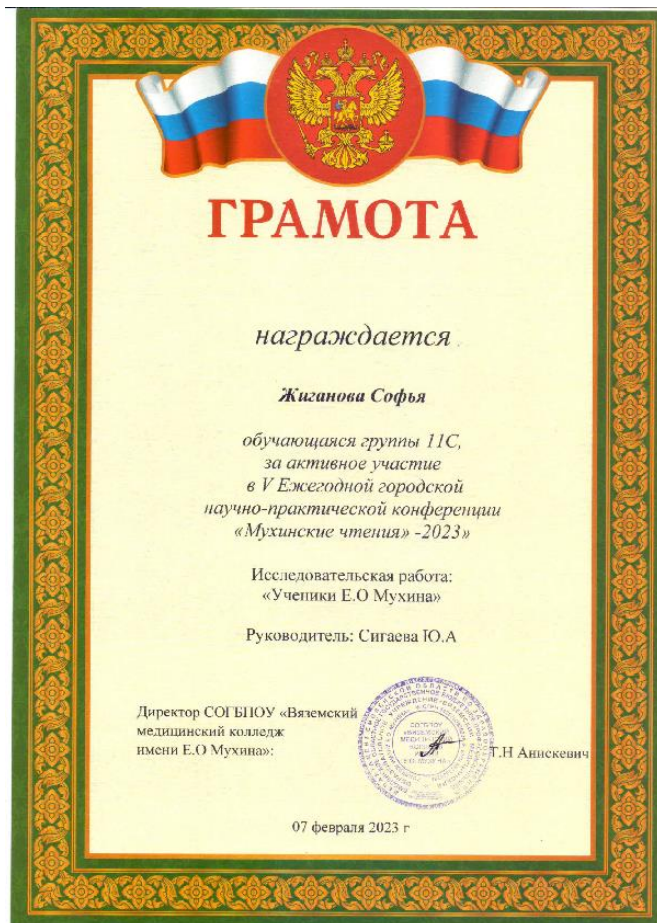 ГРАМОТА
награждается
Жиганова Софья
обучающаяся группы 11С,
за активное участие
в V Ежегодной городской
научно-практической конференции
«Мухинские чтения» -2023»
Исследовательская работа:
«Ученики Е.О Мухина»
Руководитель: Сигаева Ю.А
Директор СОГБПОУ «Вяземский
медицинский колледж
имени Е.О Мухина»:
Т.Н Анискевич
07 февраля 2023 г